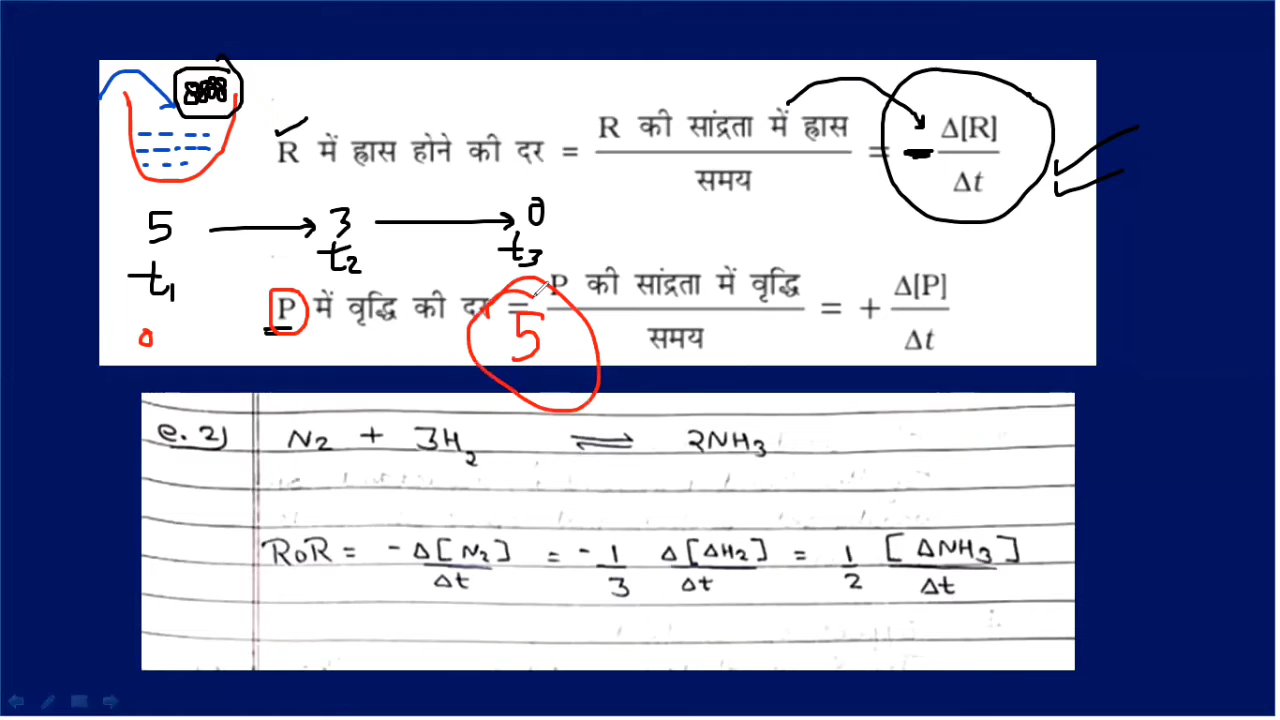 R में ह्रास होने की दर = R की सांद्रता में ह्रास / समय = - Δ[R] / Δt
5 → 3 → 0
t1 t2 t3
P में वृद्धि की दर = P की सांद्रता में वृद्धि / समय = + Δ[P] / Δt
0 5
e.2) N2 + 3H2 ⇌ 2NH3
RoR = -Δ[N2] / Δt = -1/3 Δ[ΔH2] / Δt = 1/2 [ΔNH3] / Δt